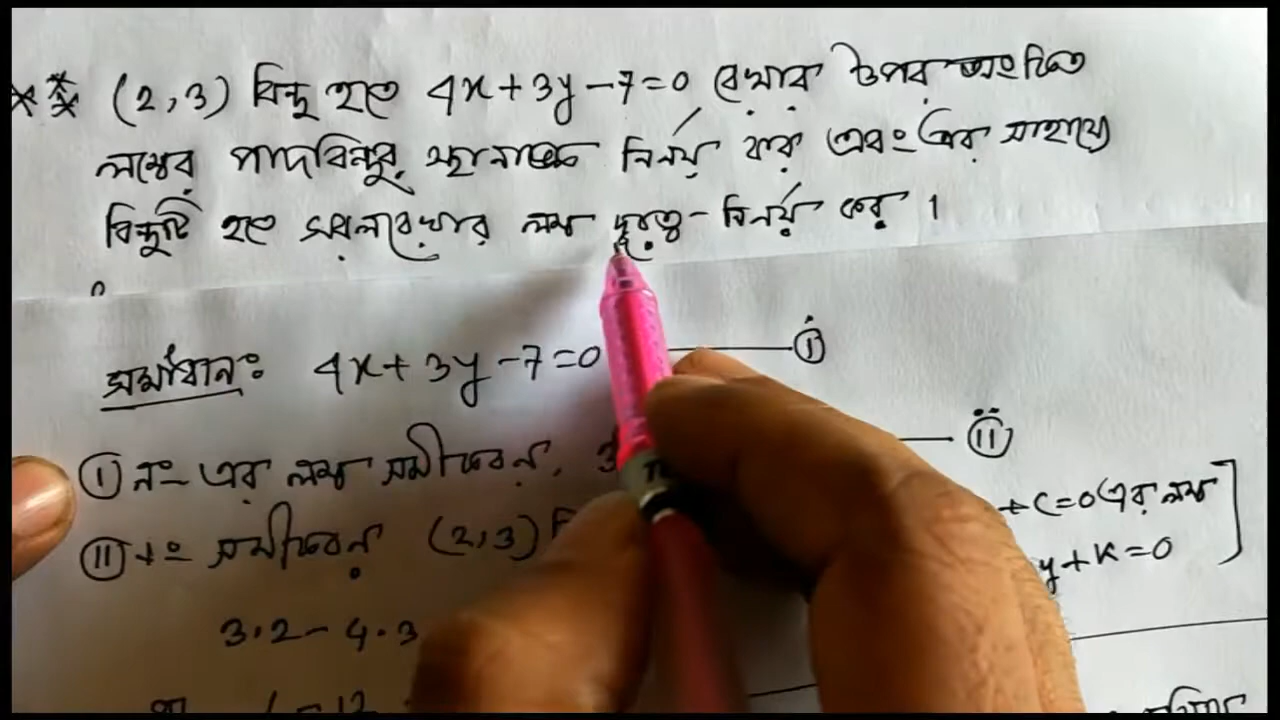 (2,3) বিন্দু হতে 4x+3y-7=0 রেখার উপর অংকিত
লম্বের পাদবিন্দুর স্থানাঙ্ক নির্ণয় কর এবং এর সাহায্যে
বিন্দুটি হতে সরলরেখার লম্ব দূরত্ব নির্ণয় কর ।
সমাধানঃ 4x+3y-7=0 ⓘ
ⓘ নং এর লম্ব সমীকরণ, 3 ⓘⓘ
+c=0 এর লম্ব
ⓘⓘ নং সমীকরণ (2,3)
y+k=0
3.2-4.3